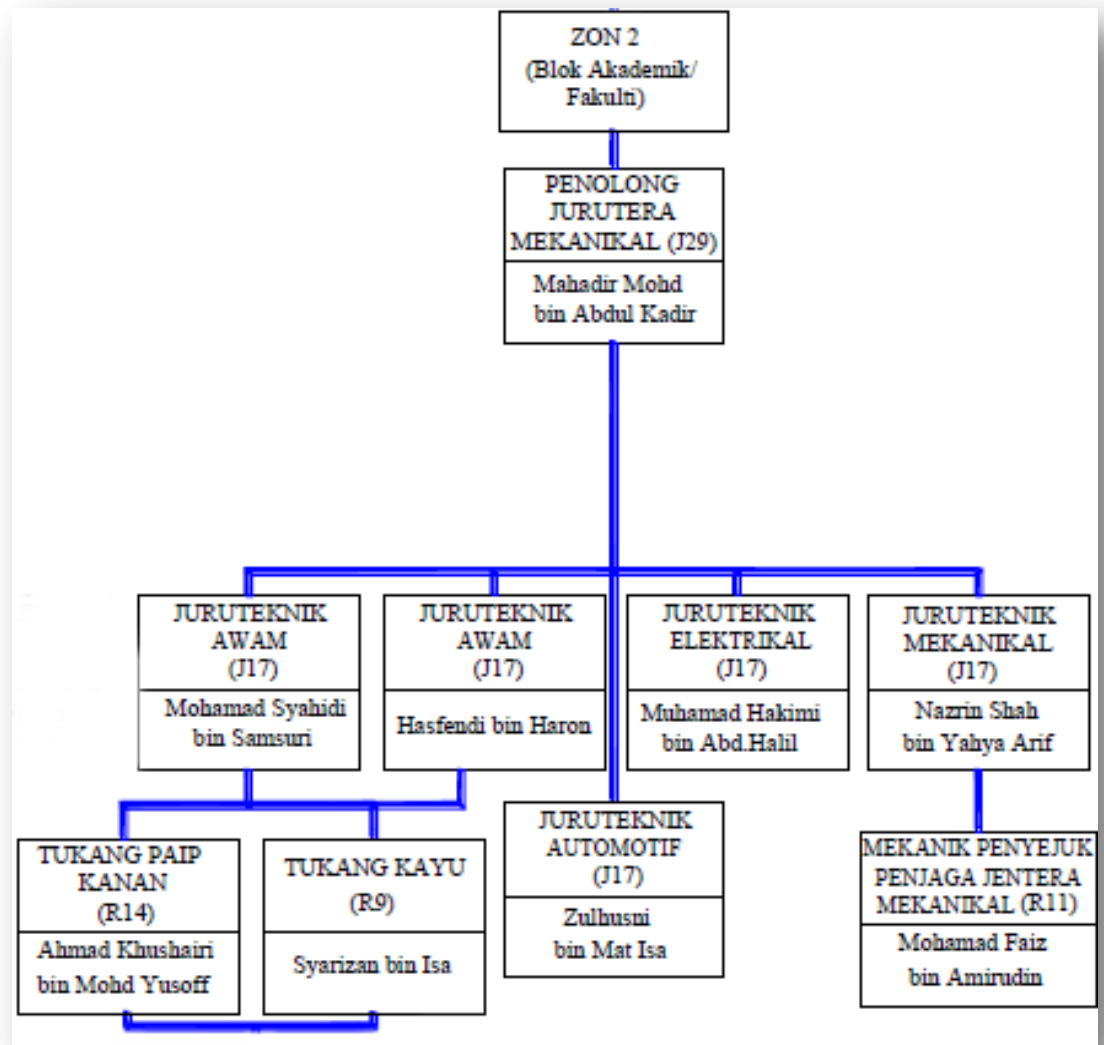 ZON 2
(Blok Akademik/
Fakulti)
PENOLONG
JURUTERA
MEKANIKAL (J29)
Mahadir Mohd
bin Abdul Kadir
JURUTEKNIK
AWAM
(J17)
Mohamad Syahidi
bin Samsuri
JURUTEKNIK
AWAM
(J17)
Hasfendi bin Haron
JURUTEKNIK
ELEKTRIKAL
(J17)
Muhamad Hakimi
bin Abd.Halil
JURUTEKNIK
MEKANIKAL
(J17)
Nazrin Shah
bin Yahya Arif
TUKANG PAIP
KANAN
(R14)
Ahmad Khushairi
bin Mohd Yusoff
TUKANG KAYU
(R9)
Syarizan bin Isa
JURUTEKNIK
AUTOMOTIF
(J17)
Zulhusni
bin Mat Isa
MEKANIK PENYEJUK
PENJAGA JENTERA
MEKANIKAL (R11)
Mohamad Faiz
bin Amirudin